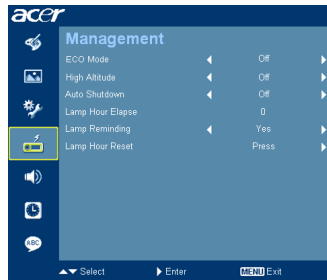 acer
Management
ECO Mode Off
High Altitude Off
Auto Shutdown Off
Lamp Hour Elapse 0
Lamp Reminding Yes
Lamp Hour Reset Press
ABC
Select Enter MENU Exit